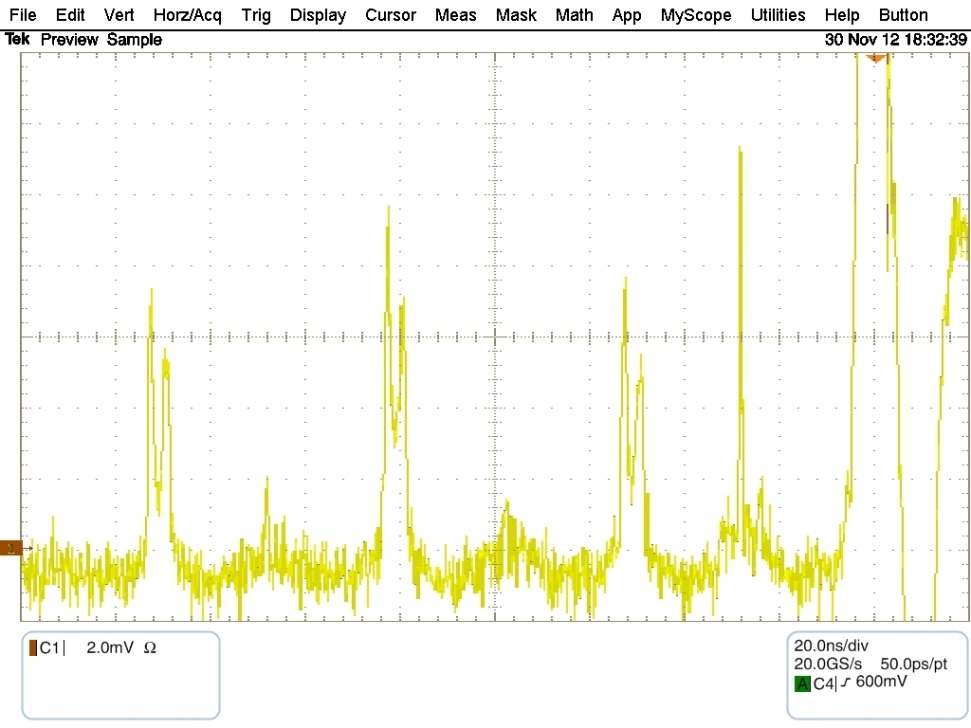 File Edit Vert Horz/Acq Trig Display Cursor Meas Mask Math App MyScope Utilities Help Button
Tek Preview Sample 30 Nov 12 18:32:39
1
C1 2.0mV Ω
20.0ns/div
20.0GS/s 50.0ps/pt
A C4 600mV